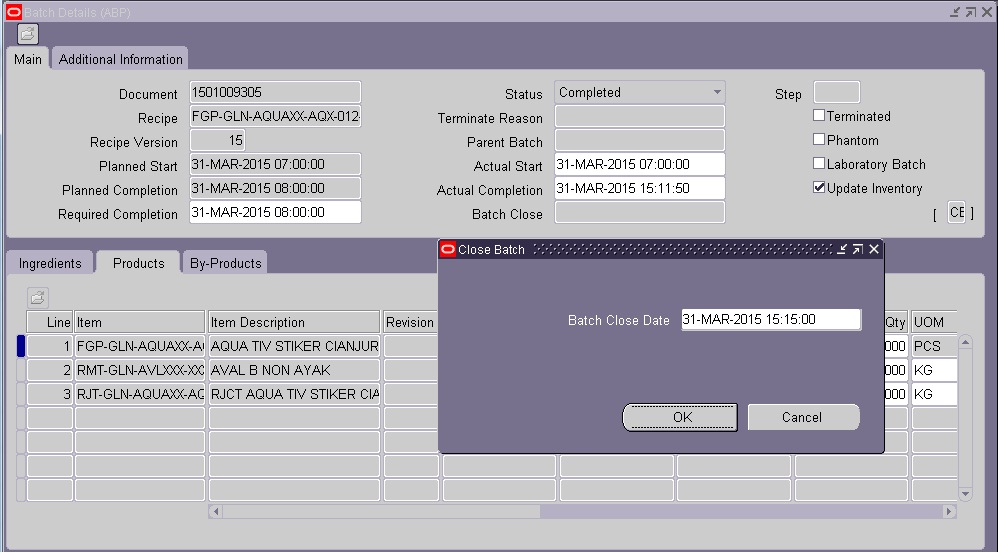 Batch Details (ABP)
Main Additional Information
Document 1501009305 Status Completed Step
Recipe FGP-GLN-AQUAXX-AQX-012- Terminate Reason Terminated
Recipe Version 15 Parent Batch Phantom
Planned Start 31-MAR-2015 07:00:00 Actual Start 31-MAR-2015 07:00:00 Laboratory Batch
Planned Completion 31-MAR-2015 08:00:00 Actual Completion 31-MAR-2015 15:11:50 Update Inventory
Required Completion 31-MAR-2015 08:00:00 Batch Close [ CE ]
Close Batch
Ingredients Products By-Products
Batch Close Date 31-MAR-2015 15:15:00
Line Item Item Description Revision Qty UOM
1 FGP-GLN-AQUAXX-A AQUA TIV STIKER CIANJUR 000 PCS
2 RMT-GLN-AVLXXX-XX AVAL B NON AYAK 000 KG
3 RJT-GLN-AQUAXX-AQ RJCT AQUA TIV STIKER CIA 000 KG
OK Cancel